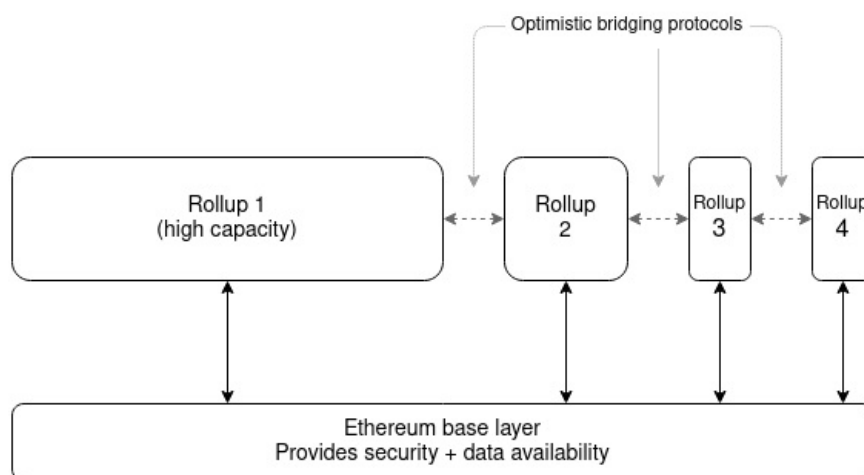 Optimistic bridging protocols
Rollup 1
(high capacity)
Rollup
2
Rollup
3
Rollup
4
Ethereum base layer
Provides security + data availability